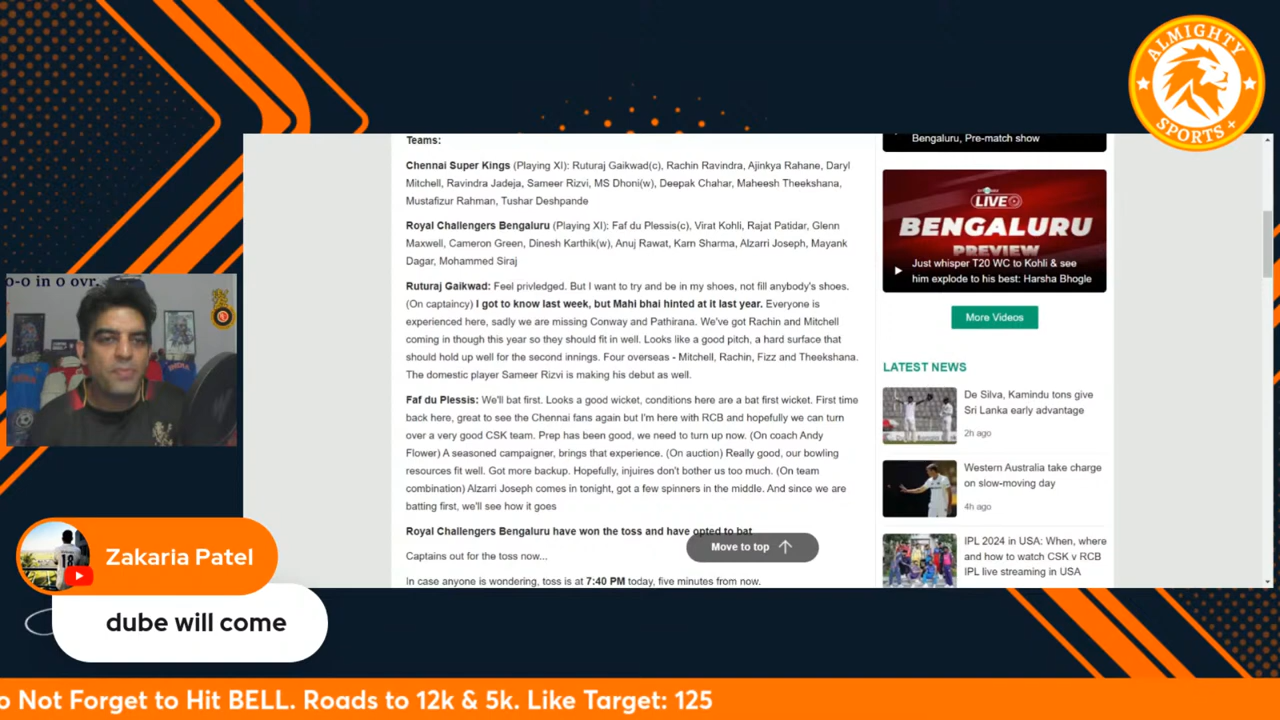 ALMIGHTY
SPORTS
Teams:
Chennai Super Kings (Playing XI): Ruturaj Gaikwad(c), Rachin Ravindra, Ajinkya Rahane, Daryl
Mitchell, Ravindra Jadeja, Sameer Rizvi, MS Dhoni(w), Deepak Chahar, Maheesh Theekshana,
Mustafizur Rahman, Tushar Deshpande
Royal Challengers Bengaluru (Playing XI): Faf du Plessis(c), Virat Kohli, Rajat Patidar, Glenn
Maxwell, Cameron Green, Dinesh Karthik(w), Anuj Rawat, Karn Sharma, Alzarri Joseph, Mayank
Dagar, Mohammed Siraj
Ruturaj Gaikwad: Feel priviledged. But I want to try and be in my shoes, not fill anybody's shoes.
(On captaincy) I got to know last week, but Mahi bhai hinted at it last year. Everyone is
experienced here, sadly we are missing Conway and Pathirana. We've got Rachin and Mitchell
coming in though this year so they should fit in well. Looks like a good pitch, a hard surface that
should hold up well for the second innings. Four overseas - Mitchell, Rachin, Fizz and Theekshana.
The domestic player Sameer Rizvi is making his debut as well.
Faf du Plessis: We'll bat first. Looks a good wicket, conditions here are a bat first wicket. First time
back here, great to see the Chennai fans again but I'm here with RCB and hopefully we can turn
over a very good CSK team. Prep has been good, we need to turn up now. (On coach Andy
Flower) A seasoned campaigner, brings that experience. (On auction) Really good, our bowling
resources fit well. Got more backup. Hopefully, injuires don't bother us too much. (On team
combination) Alzarri Joseph comes in tonight, got a few spinners in the middle. And since we are
batting first, we'll see how it goes
Royal Challengers Bengaluru have won the toss and have opted to bat
Move to top
Captains out for the toss now...
In case anyone is wondering, toss is at 7:40 PM today, five minutes from now.
Bengaluru, Pre-match show
LIVE
BENGALURU
PREVIEW
Just whisper T20 WC to Kohli & see
him explode to his best: Harsha Bhogle
More Videos
LATEST NEWS
De Silva, Kamindu tons give
Sri Lanka early advantage
2h ago
Western Australia take charge
on slow-moving day
4h ago
IPL 2024 in USA: When, where
and how to watch CSK v RCB
IPL live streaming in USA
0-0 in 0 ovr.
18
Zakaria Patel
dube will come
o Not Forget to Hit BELL. Roads to 12k & 5k. Like Target: 125